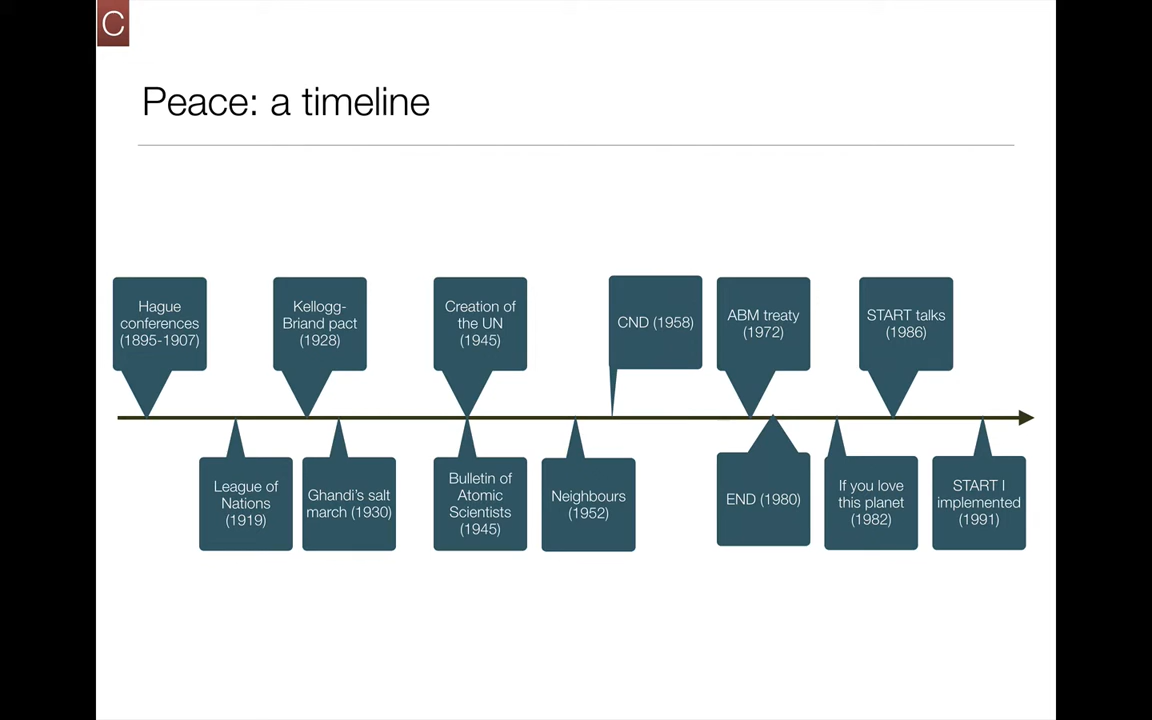 C
Peace: a timeline
Hague
conferences
(1895-1907)
Kellogg-
Briand pact
(1928)
Creation of
the UN
(1945)
CND (1958)
ABM treaty
(1972)
START talks
(1986)
League of
Nations
(1919)
Ghandi's salt
march (1930)
Bulletin of
Atomic
Scientists
(1945)
Neighbours
(1952)
END (1980)
If you love
this planet
(1982)
START I
implemented
(1991)